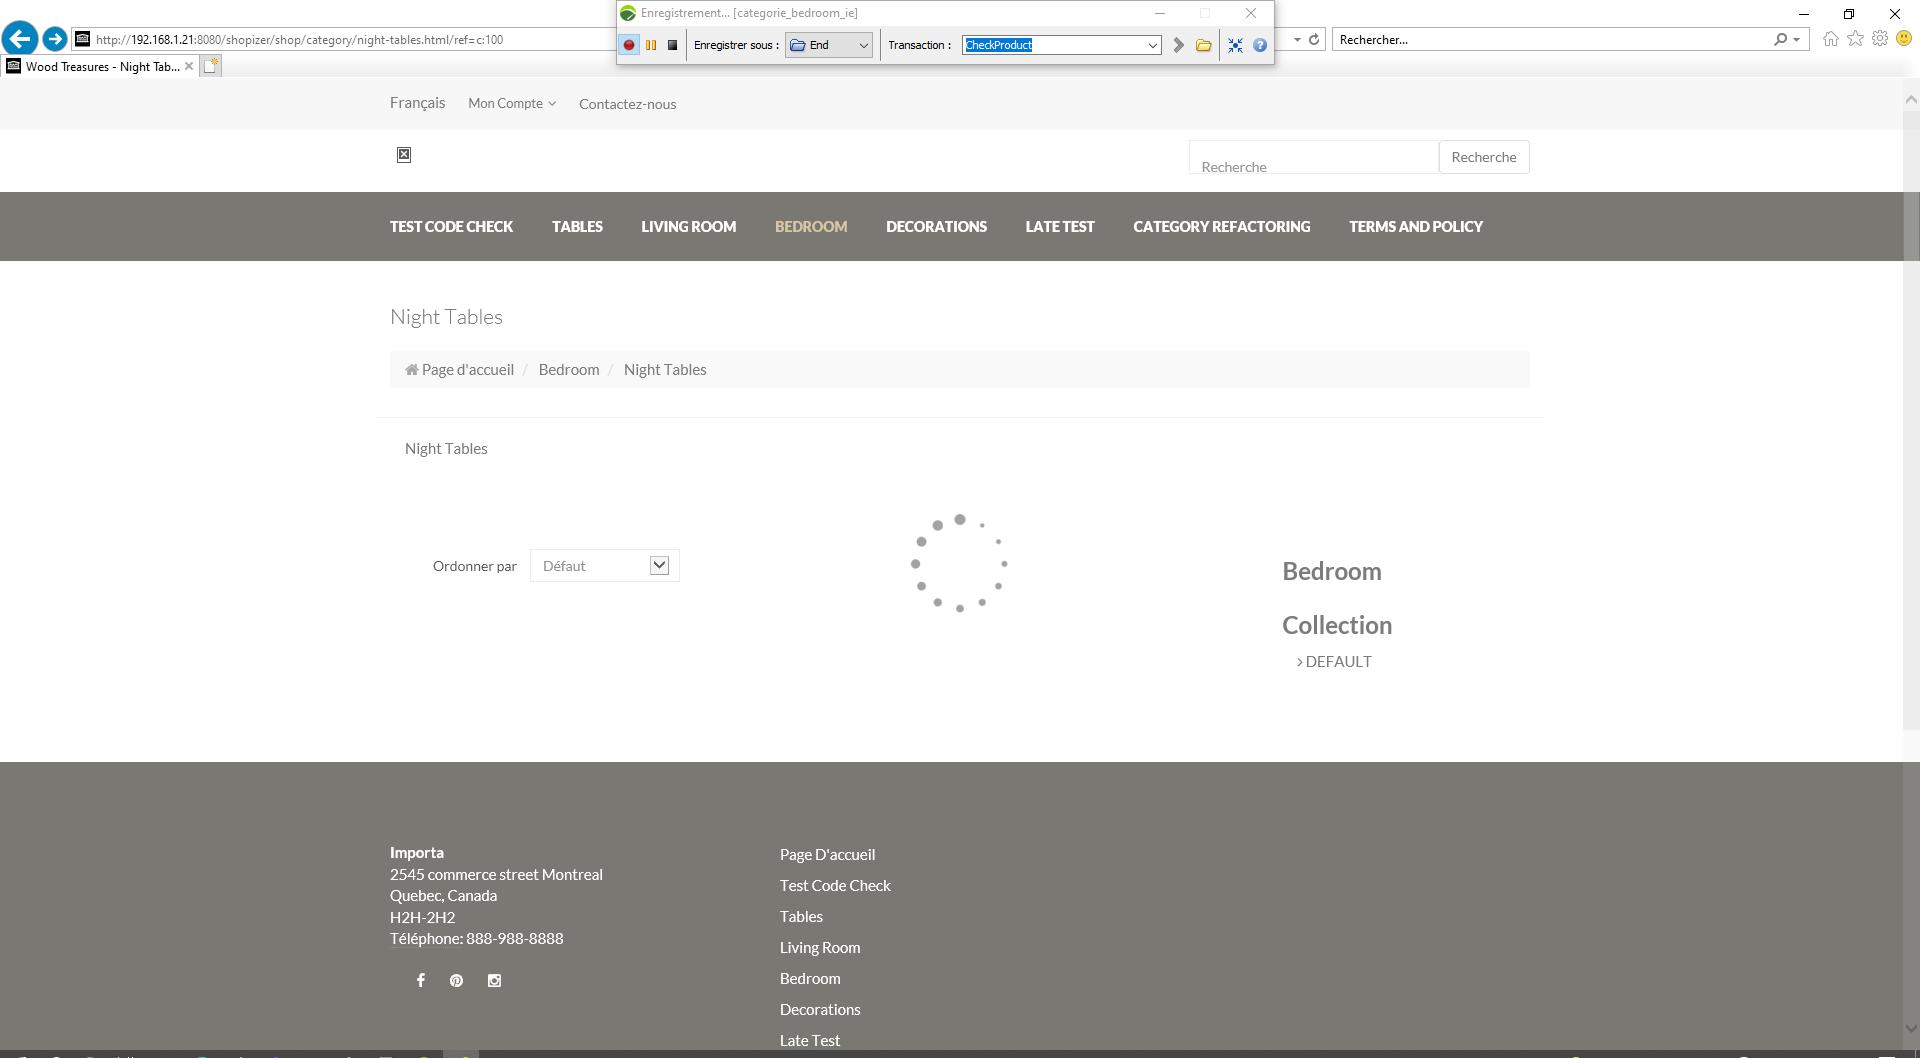 Enregistrement... [categorie_bedroom_ie]
http://192.168.1.21:8080/shopizer/shop/category/night-tables.html/ref=c:100
Enregistrer sous : End Transaction : CheckProduct
Rechercher...
Wood Treasures - Night Tab...
Français Mon Compte Contactez-nous
Recherche Recherche
TEST CODE CHECK TABLES LIVING ROOM BEDROOM DECORATIONS LATE TEST CATEGORY REFACTORING TERMS AND POLICY
Night Tables
Page d'accueil / Bedroom / Night Tables
Night Tables
Ordonner par Défaut
Bedroom
Collection
> DEFAULT
Importa
2545 commerce street Montreal
Quebec, Canada
H2H-2H2
Téléphone: 888-988-8888
Page D'accueil
Test Code Check
Tables
Living Room
Bedroom
Decorations
Late Test